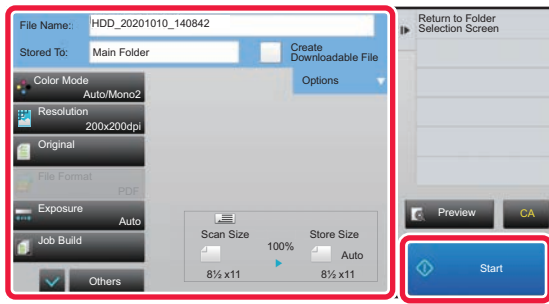 File Name:
HDD_20201010_140842
Stored To:
Main Folder
Create
Downloadable File
Options
Color Mode
Auto/Mono2
Resolution
200x200dpi
Original
File Format
PDF
Exposure
Auto
Job Build
Others
Scan Size
100%
Store Size
Auto
8½ x11
8½ x11
Return to Folder
Selection Screen
Preview
CA
Start